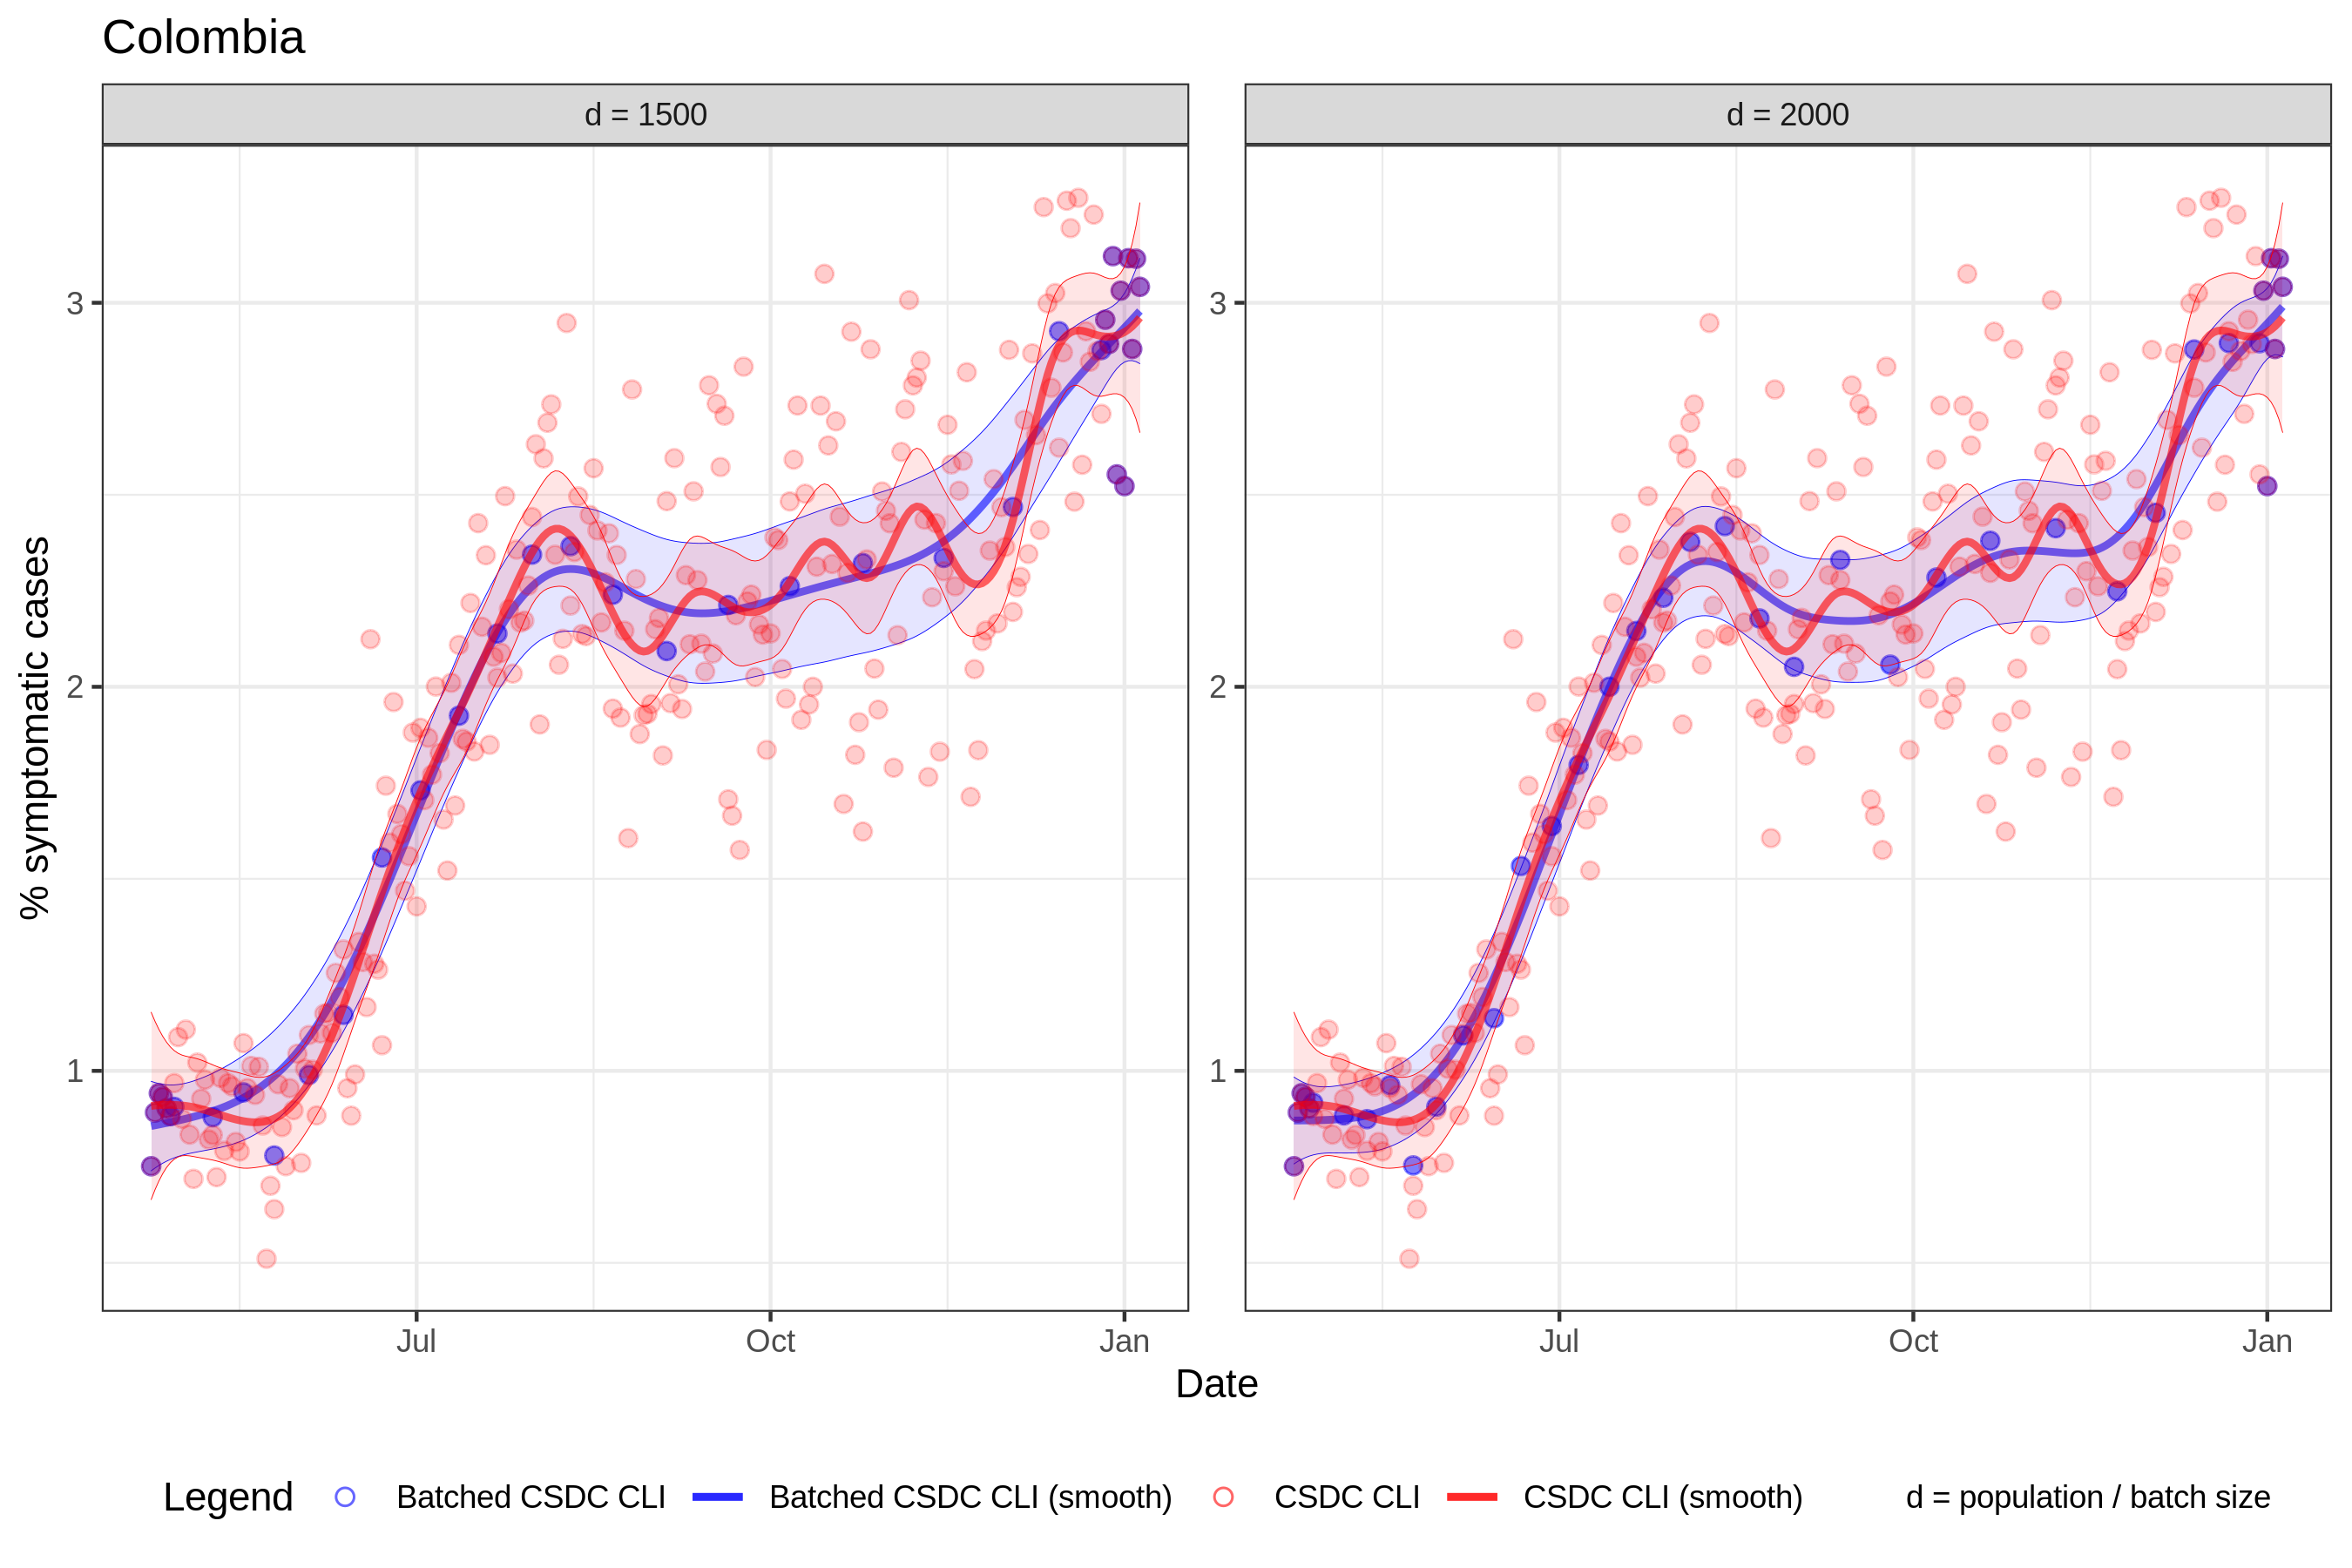 Colombia
d = 1500
d = 2000
% symptomatic cases
3
2
1
3
2
1
Jul
Oct
Jan
Jul
Oct
Jan
Date
Legend
Batched CSDC CLI
Batched CSDC CLI (smooth)
CSDC CLI
CSDC CLI (smooth)
d = population / batch size